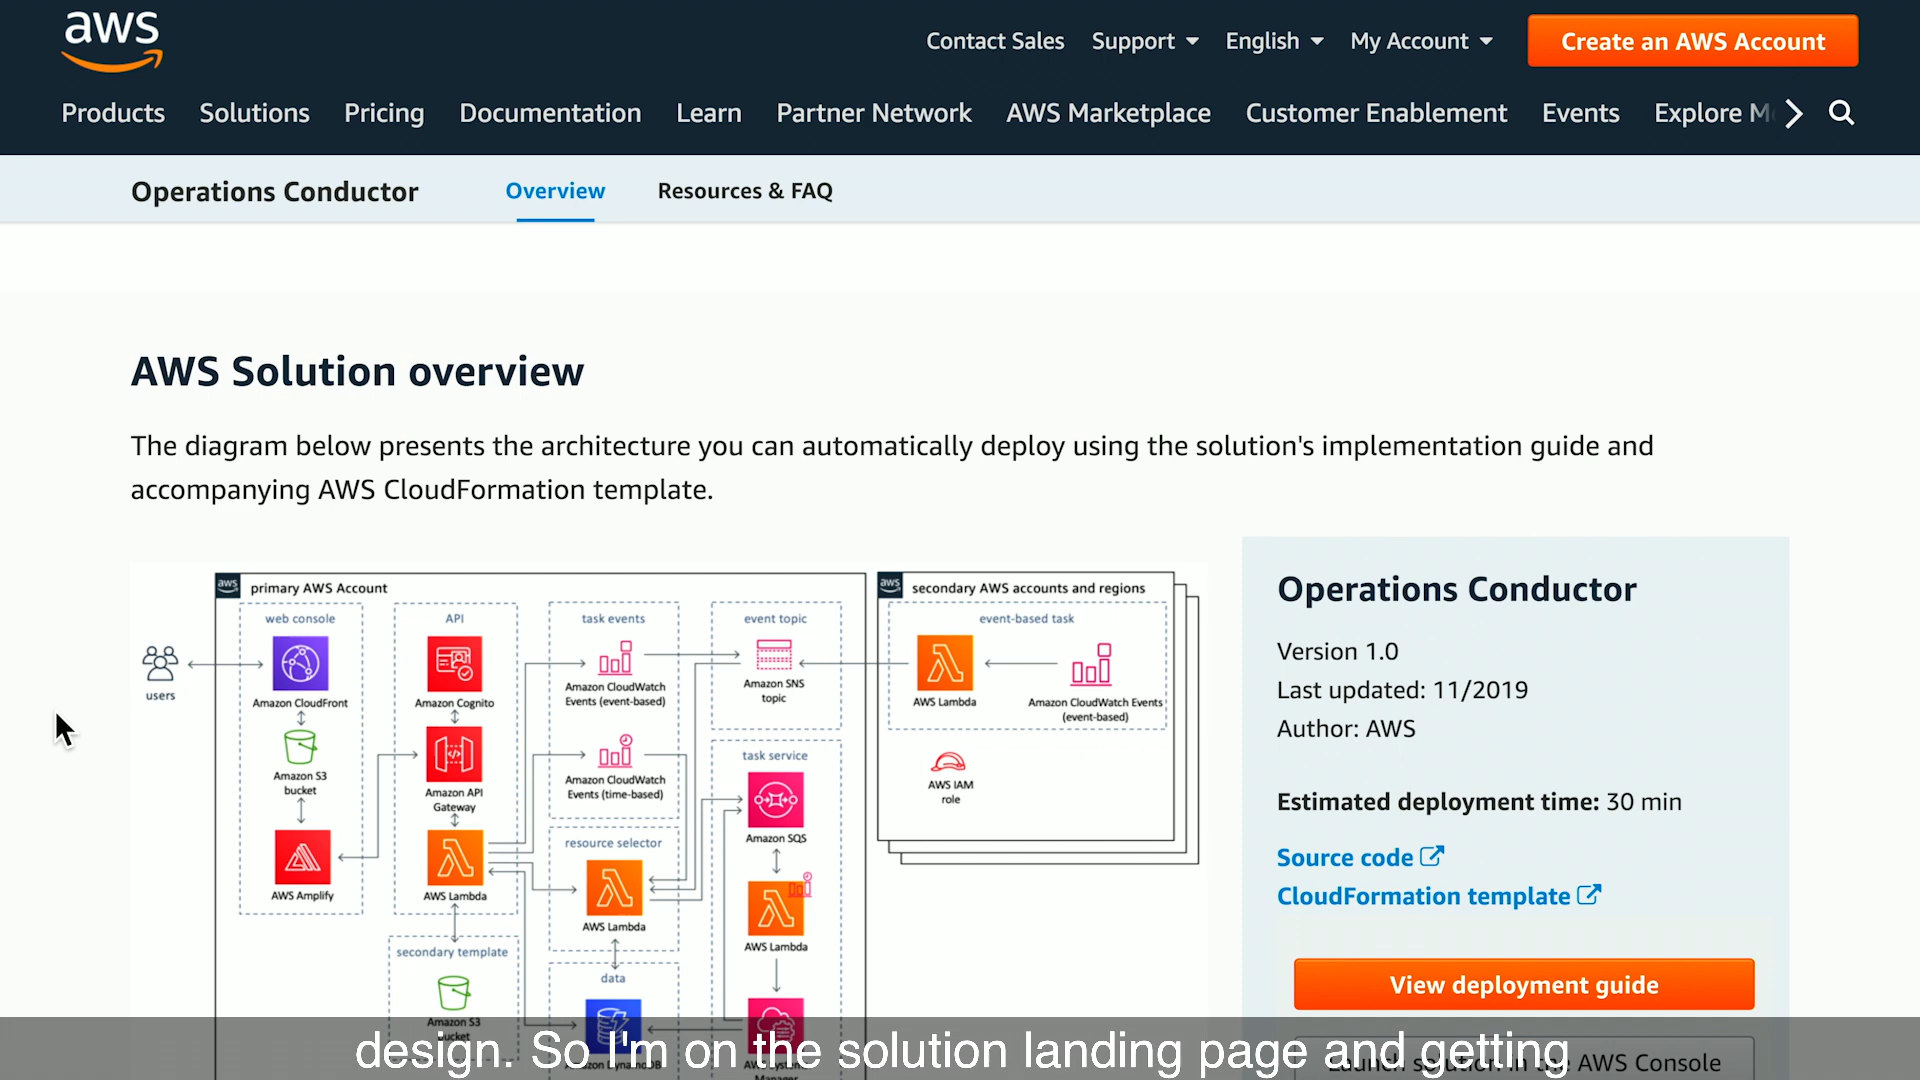 aws
Contact Sales
Support
English
My Account
Create an AWS Account
Products
Solutions
Pricing
Documentation
Learn
Partner Network
AWS Marketplace
Customer Enablement
Events
Explore
Operations Conductor
Overview
Resources & FAQ
AWS Solution overview
The diagram below presents the architecture you can automatically deploy using the solution's implementation guide and
accompanying AWS CloudFormation template.
users
aws
primary AWS Account
web console
Amazon CloudFront
Amazon S3
bucket
AWS Amplify
API
Amazon Cognito
Amazon API
Gateway
AWS Lambda
secondary template
Amazon S3
bucket
task events
Amazon CloudWatch
Events (event-based)
Amazon CloudWatch
Events (time-based)
resource selector
AWS Lambda
data
event topic
Amazon SNS
topic
task service
Amazon SQS
AWS Lambda
aws
secondary AWS accounts and regions
event-based task
AWS Lambda
Amazon CloudWatch Events
(event-based)
AWS IAM
role
Operations Conductor
Version 1.0
Last updated: 11/2019
Author: AWS
Estimated deployment time: 30 min
Source code
CloudFormation template
View deployment guide
Launch solution in the AWS Console
design. So I'm on the solution landing page and getting